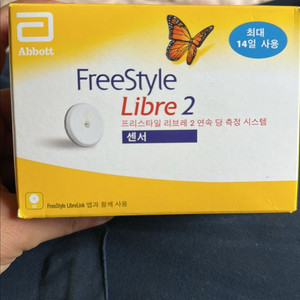 Abbott
최대
14일 사용
FreeStyle
Libre 2
프리스타일 리브레 2 연속 당 측정 시스템
센서
FreeStyle LibreLink 앱과 함께 사용